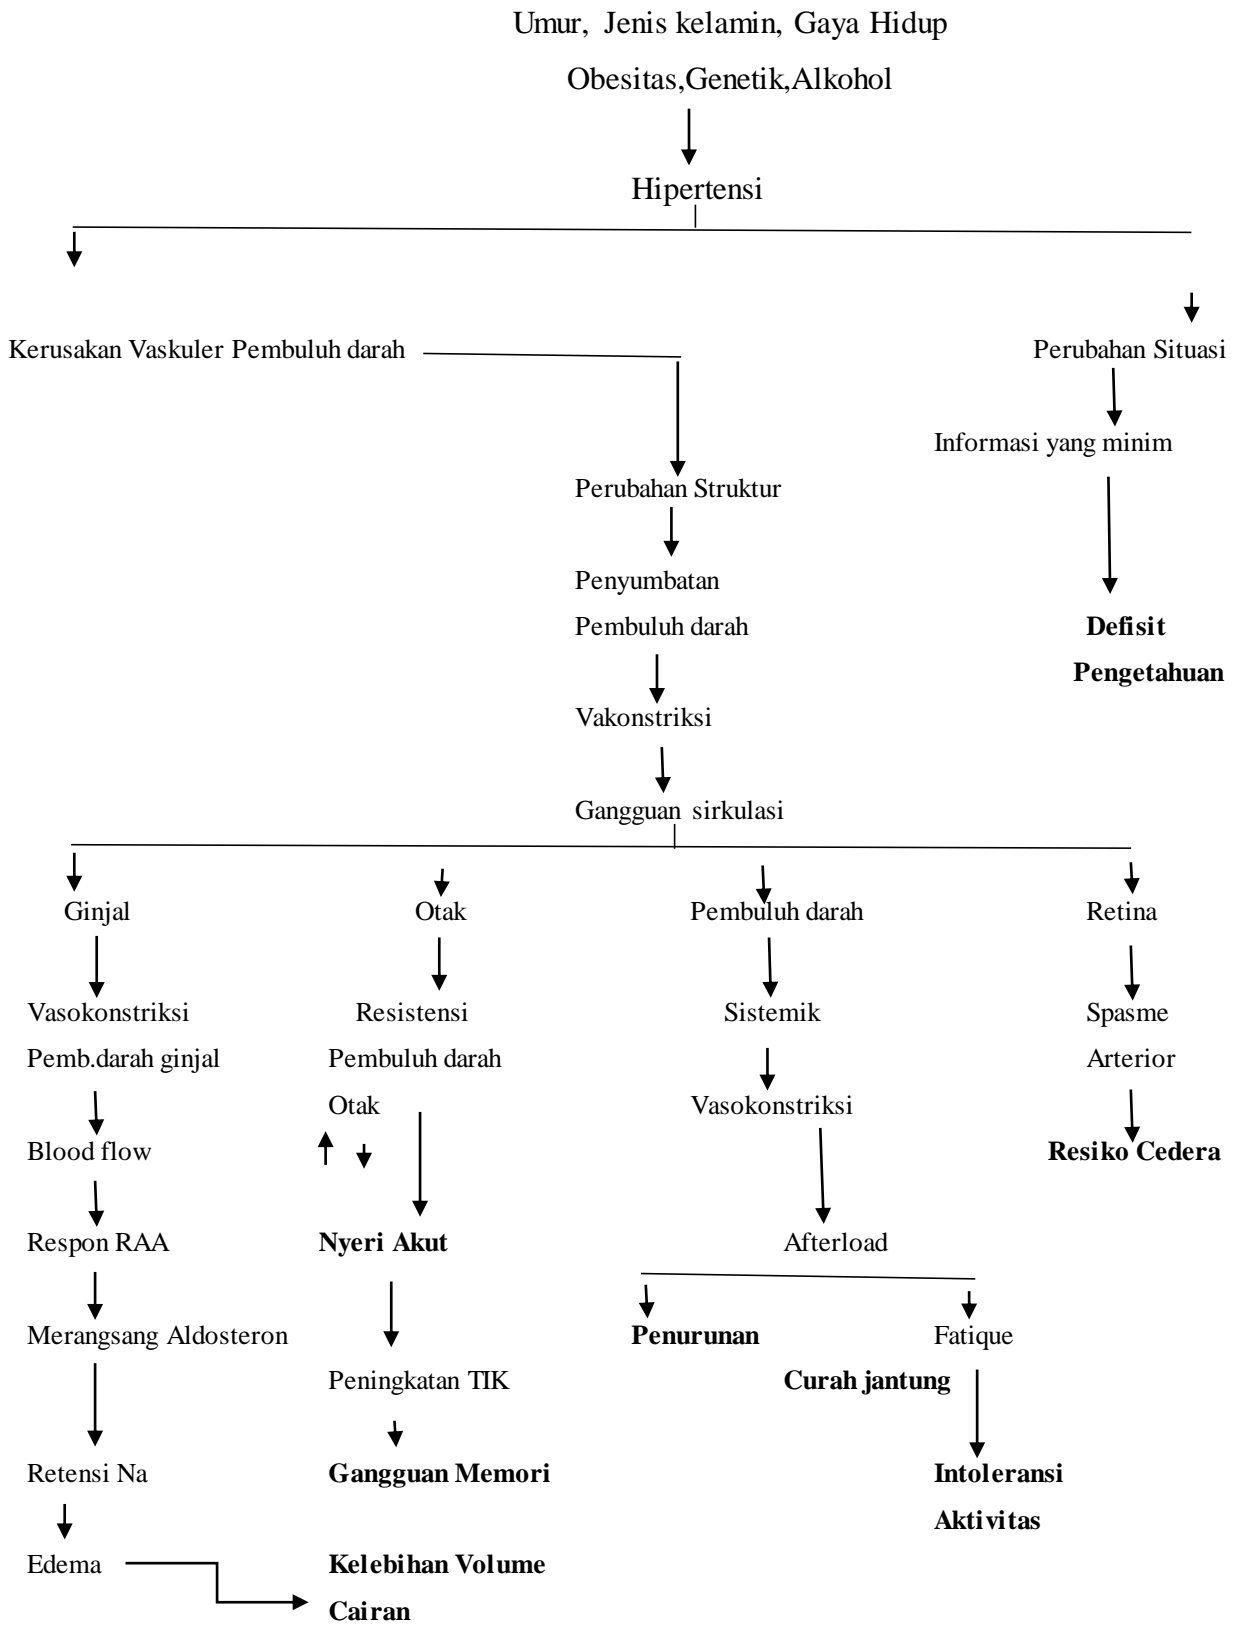 Umur, Jenis kelamin, Gaya Hidup
Obesitas,Genetik,Alkohol
Hipertensi
Kerusakan Vaskuler Pembuluh darah
Perubahan Situasi
Informasi yang minim
Perubahan Struktur
Penyumbatan
Pembuluh darah
Defisit
Pengetahuan
Vakonstriksi
Gangguan sirkulasi
Ginjal
Otak
Pembuluh darah
Retina
Vasokonstriksi
Pemb.darah ginjal
Resistensi
Pembuluh darah
Otak
Sistemik
Spasme
Arterior
Vasokonstriksi
Blood flow
Resiko Cedera
Respon RAA
Nyeri Akut
Afterload
Merangsang Aldosteron
Penurunan
Fatique
Peningkatan TIK
Curah jantung
Retensi Na
Gangguan Memori
Intoleransi
Aktivitas
Edema
Kelebihan Volume
Cairan